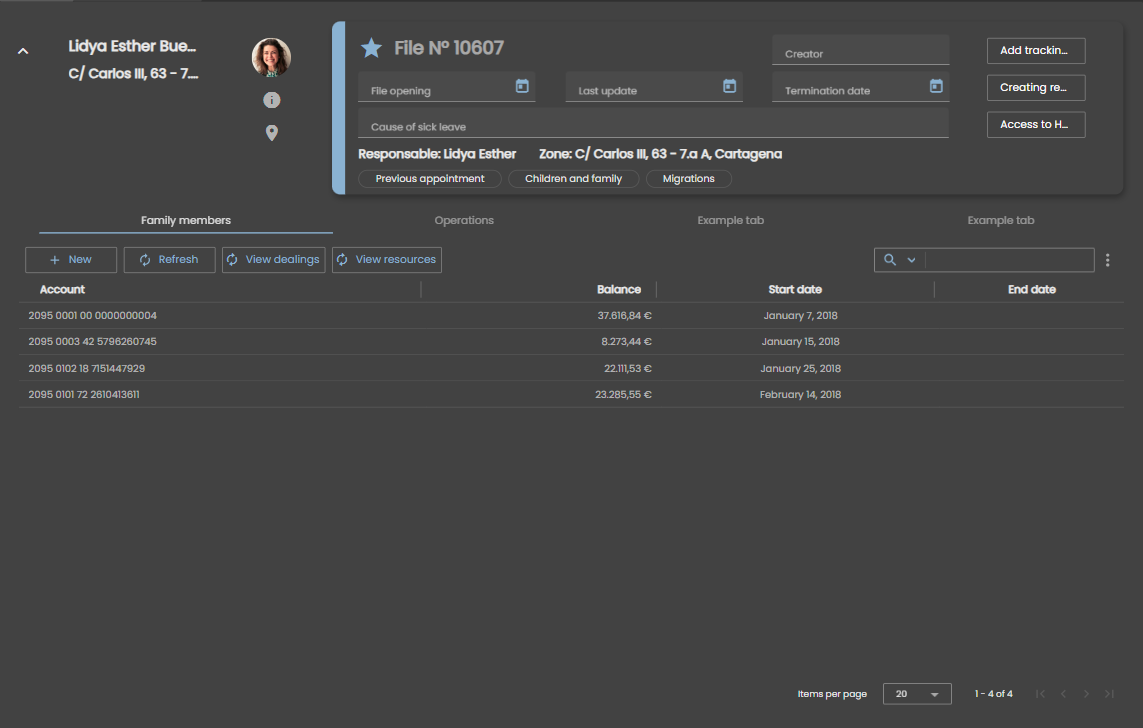 Lidya Esther Bue...
C/ Carlos III, 63 - 7....
File Nº 10607
Creator
Add trackin...
File opening
Last update
Termination date
Creating re...
Cause of sick leave
Access to H...
Responsable: Lidya Esther Zone: C/ Carlos III, 63 - 7.a A, Cartagena
Previous appointment Children and family Migrations
Family members Operations Example tab Example tab
New Refresh View dealings View resources
Account Balance Start date End date
2095 0001 00 0000000004 37.616,84 € January 7, 2018
2095 0003 42 5796260745 8.273,44 € January 15, 2018
2095 0102 18 7151447929 22.111,53 € January 25, 2018
2095 0101 72 2610413611 23.285,55 € February 14, 2018
Items per page 20 1 - 4 of 4